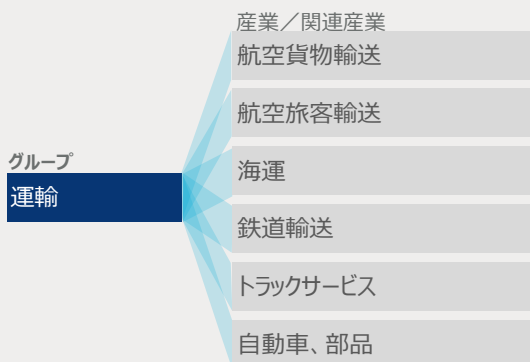 産業／関連産業
航空貨物輸送
航空旅客輸送
グループ
海運
運輸
鉄道輸送
トラックサービス
自動車、部品